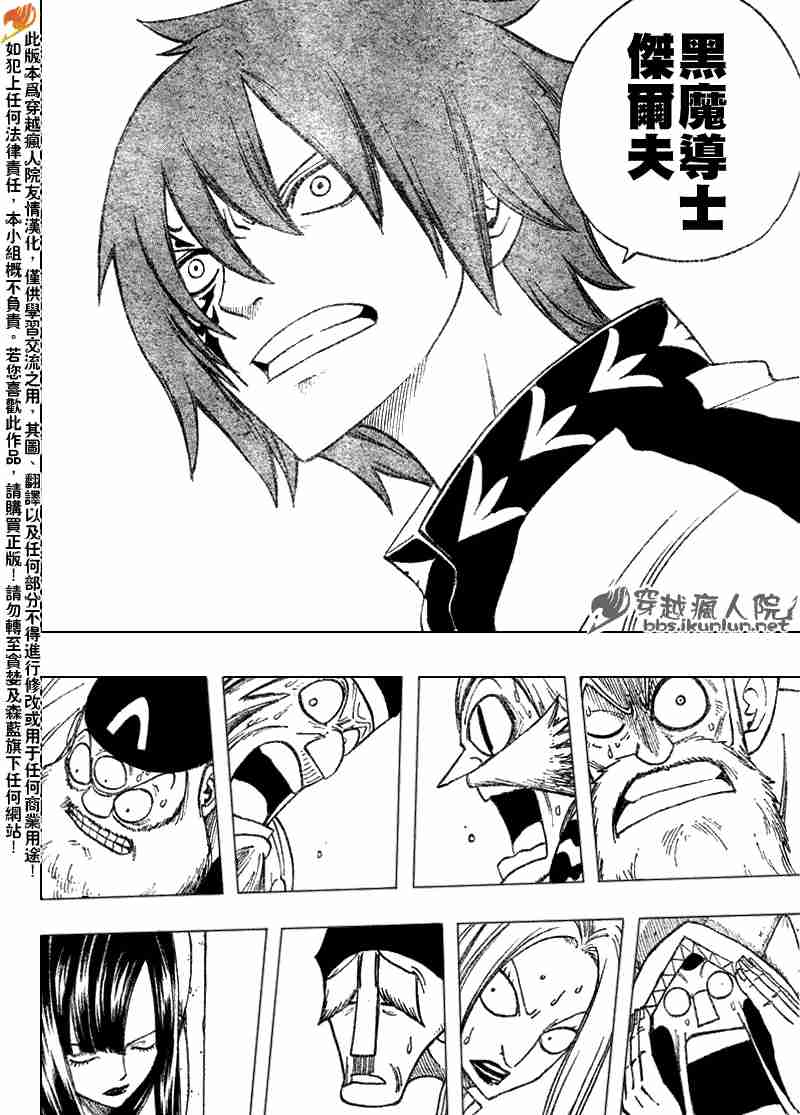 黑魔導士
傑爾夫
此版本爲穿越瘋人院友情漢化，僅供學習交流之用，其圖、翻譯以及任何部分不得進行修改或用于任何商業用途！
如犯上任何法律責任，本小組概不負責。若您喜歡此作品，請購買正版！請勿轉至貪婪及森藍旗下任何網站！
穿越瘋人院
bbs.ikunlun.net